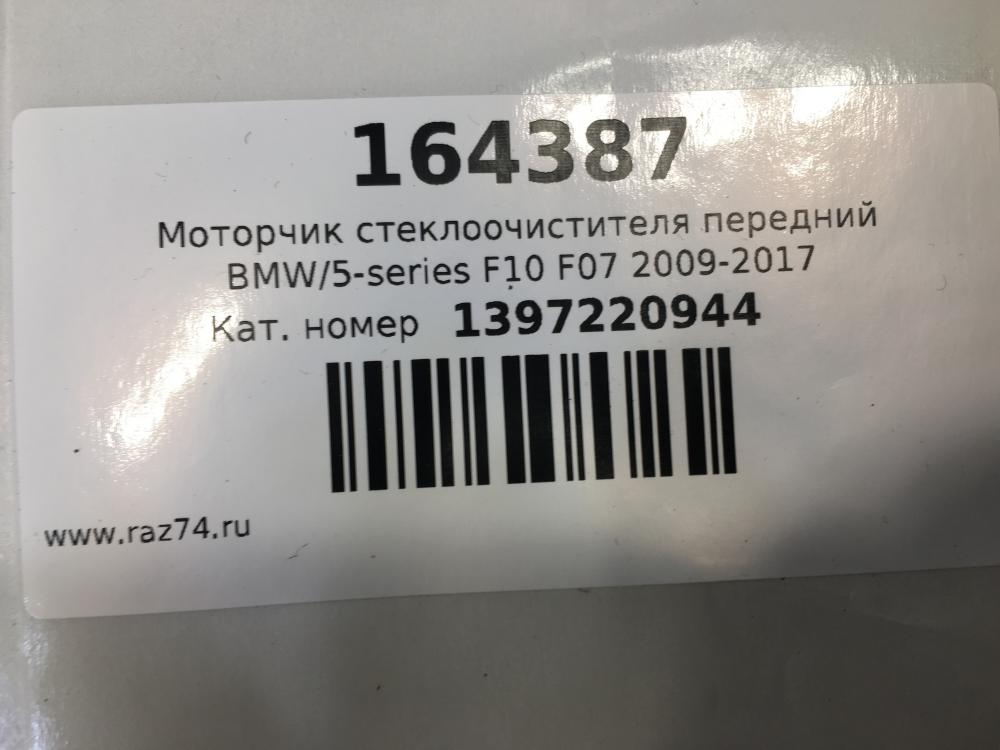 164387
Моторчик стеклоочистителя передний
BMW/5-series F10 F07 2009-2017
Кат. номер 1397220944
www.raz74.ru